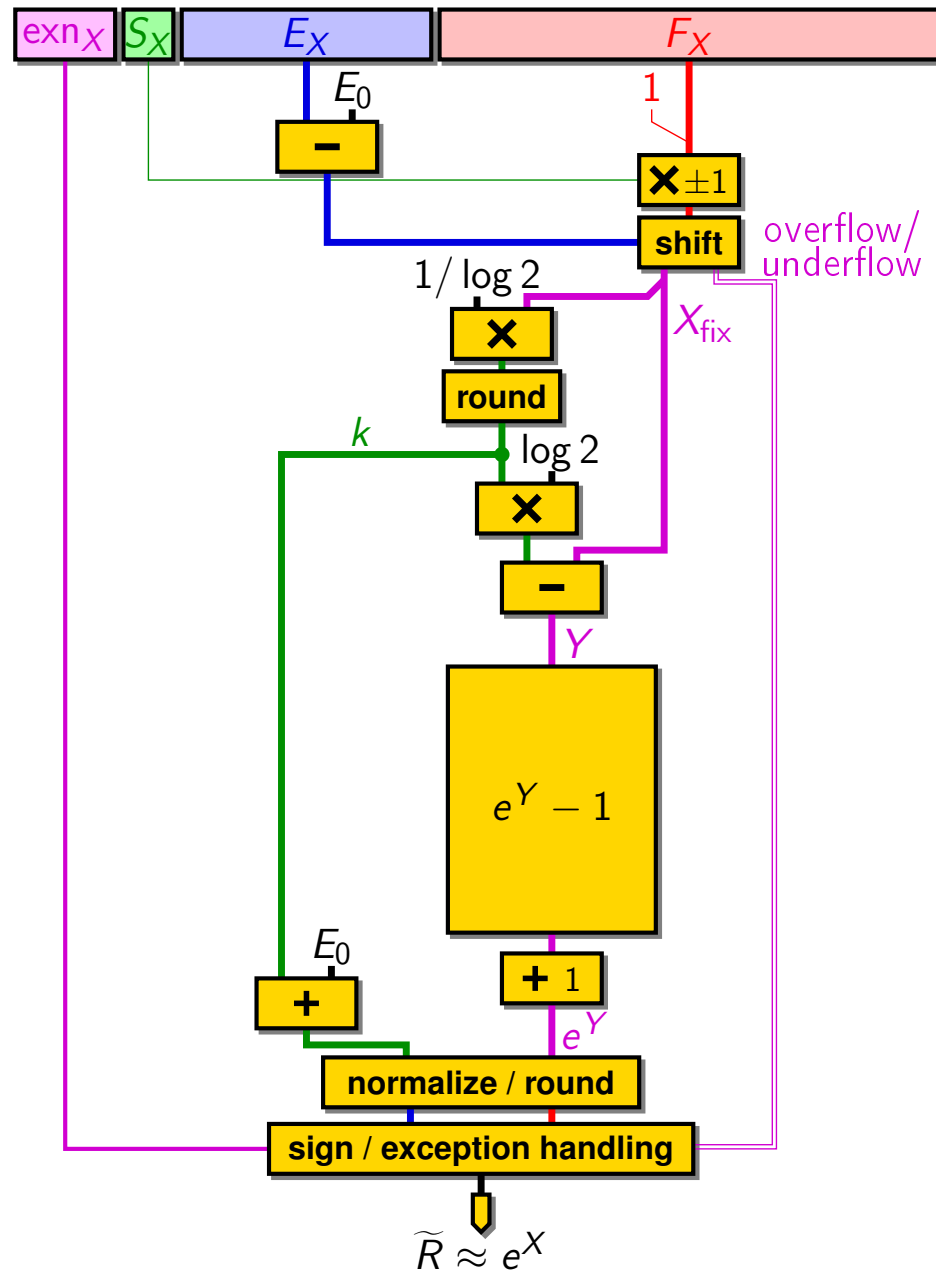 exn_X S_X E_X F_X
E_0
1
−
× ±1
shift
overflow/
underflow
1/ log 2
X_fix
×
round
k
log 2
×
−
Y
e^Y − 1
E_0
+ 1
+
e^Y
normalize / round
sign / exception handling
R̃ ≈ e^X